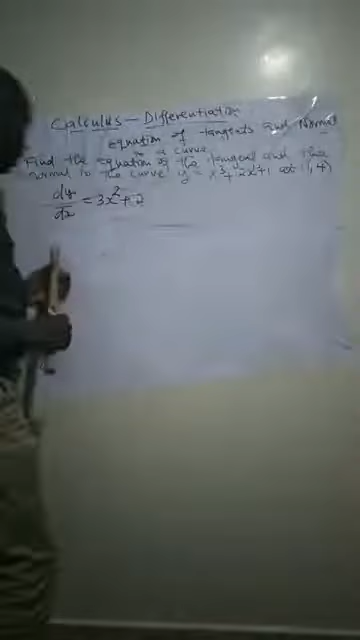 Calculus - Differentiation
Equation of tangents and Normal
a curve
Find the equation of the tangent and the
normal to the curve y = x³+2x+1 at (1,4)
dy/dx = 3x²+2